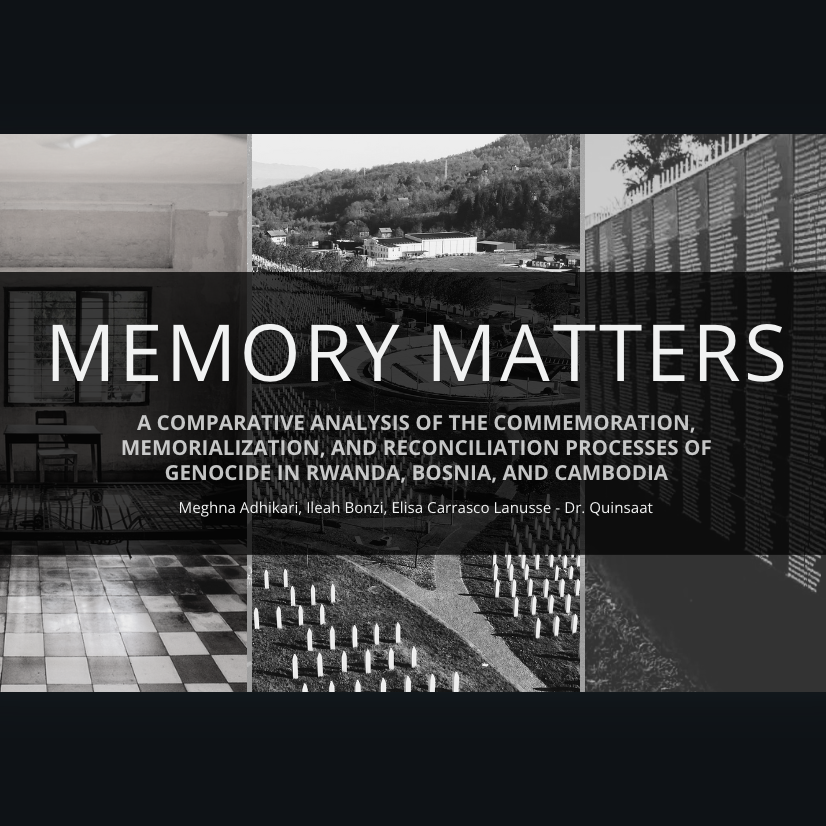 MEMORY MATTERS
A COMPARATIVE ANALYSIS OF THE COMMEMORATION,
MEMORIALIZATION, AND RECONCILIATION PROCESSES OF
GENOCIDE IN RWANDA, BOSNIA, AND CAMBODIA
Meghna Adhikari, Ileah Bonzi, Elisa Carrasco Lanusse - Dr. Quinsaat